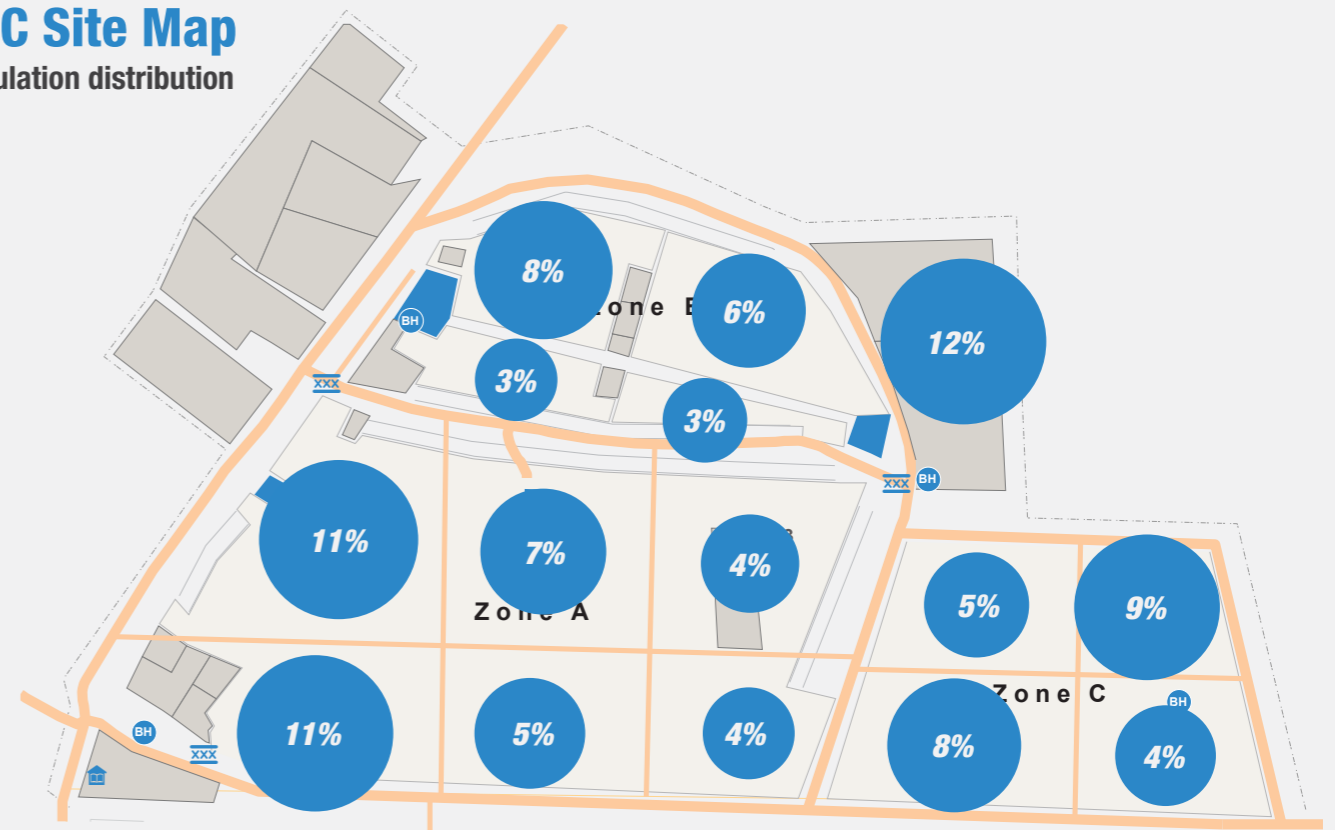 C Site Map
ulation distribution
8%
Zone B
6%
12%
BH
XXX
3%
3%
XXX
BH
11%
7%
4%
Zone A
5%
9%
Zone C
BH
11%
5%
4%
8%
4%
BH
XXX